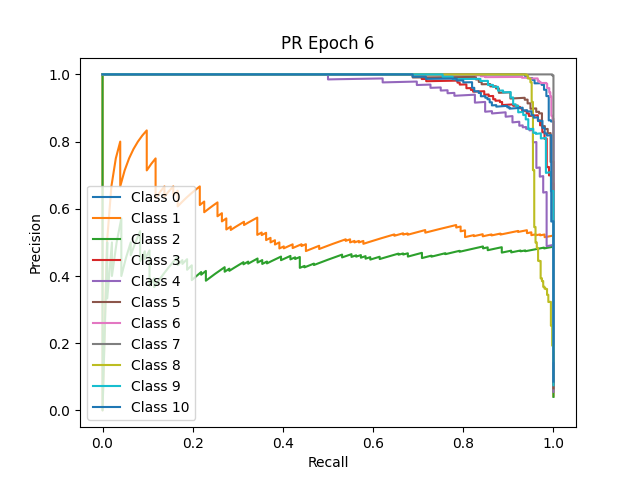 PR Epoch 6
Precision
1.0
0.8
0.6
0.4
0.2
0.0
Class 0
Class 1
Class 2
Class 3
Class 4
Class 5
Class 6
Class 7
Class 8
Class 9
Class 10
0.0 0.2 0.4 0.6 0.8 1.0
Recall